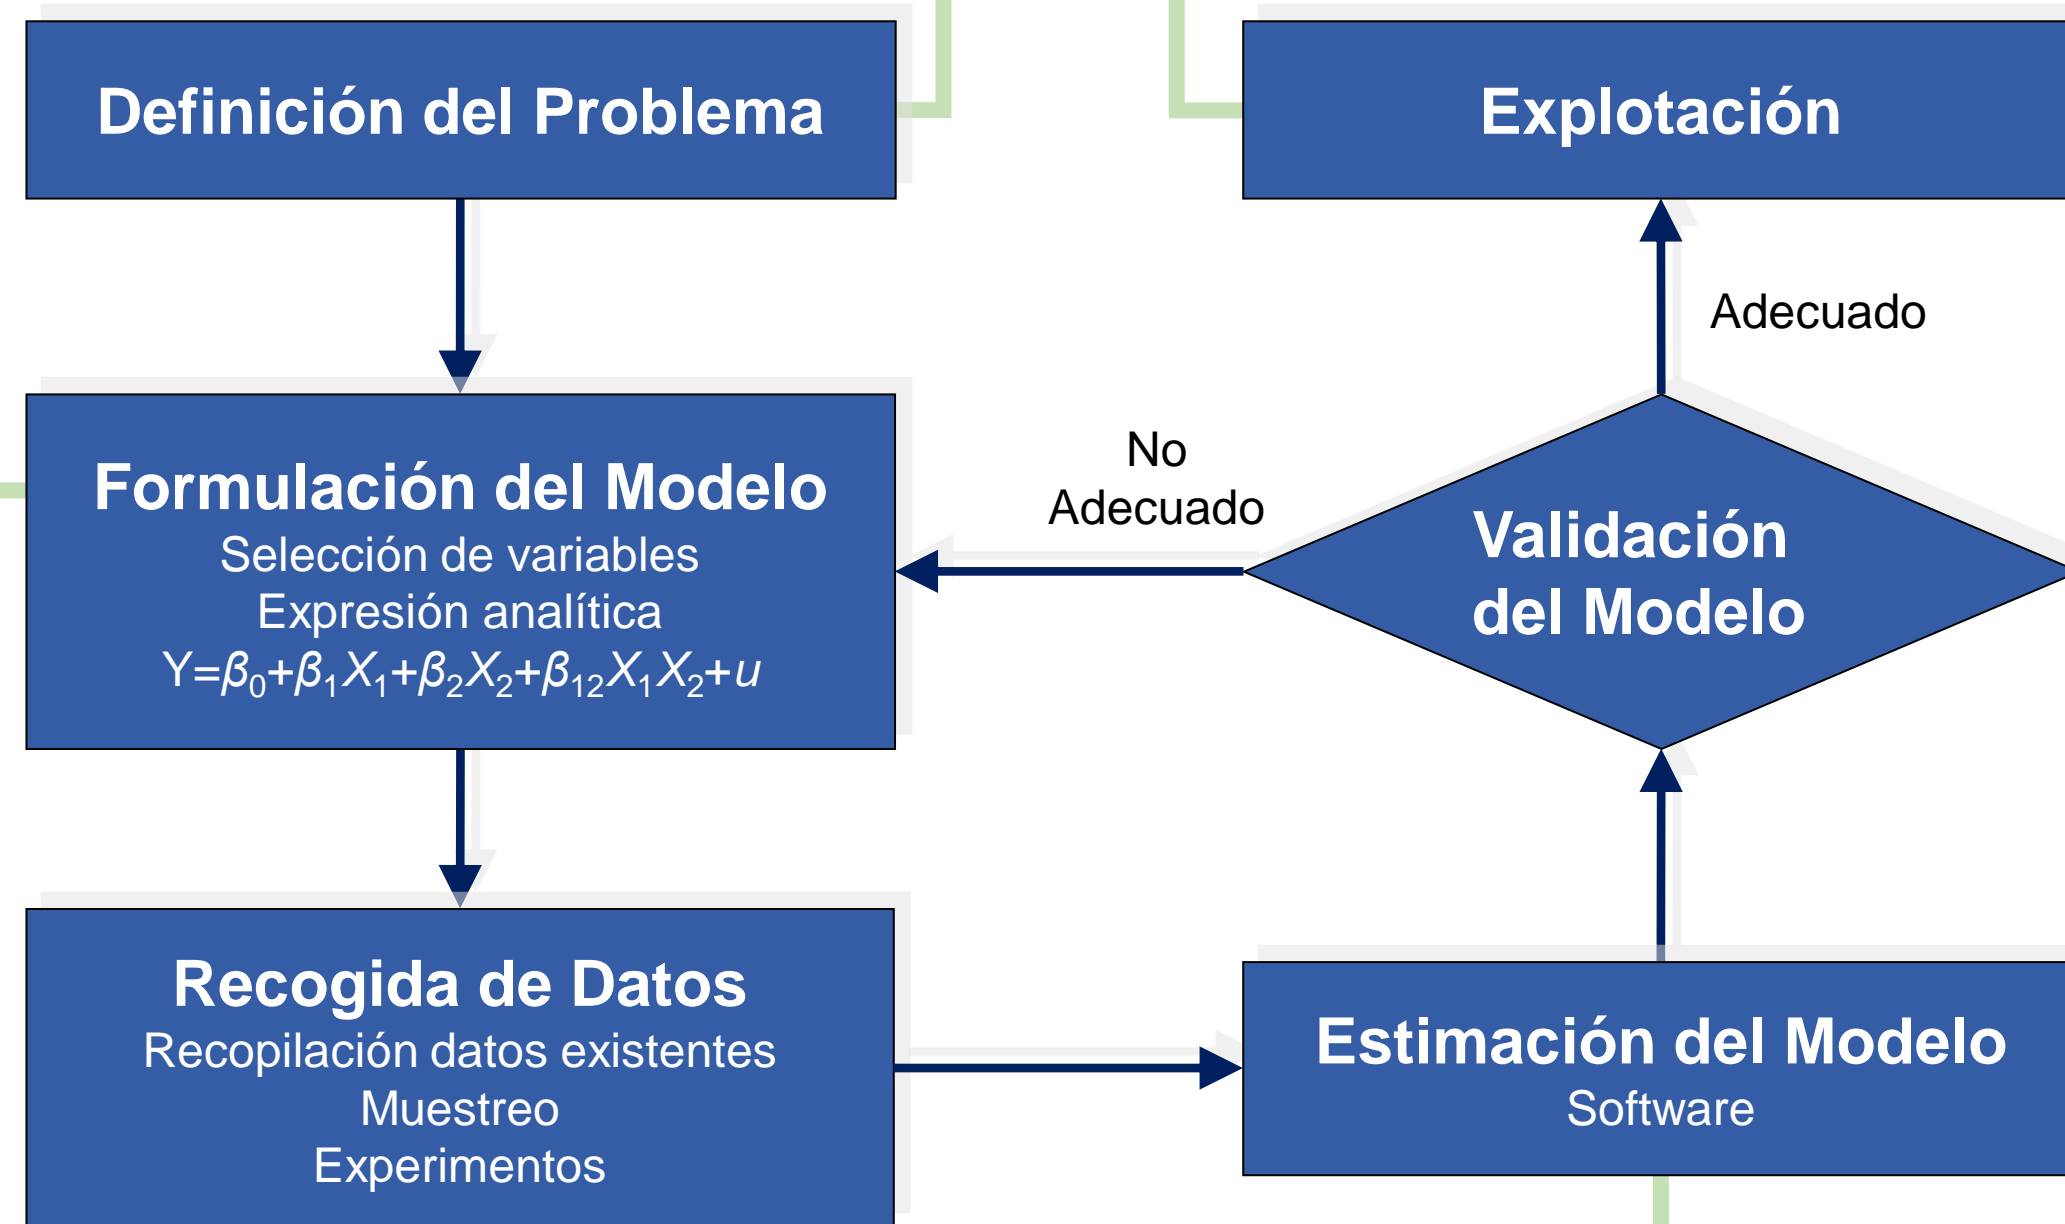 Definición del Problema
Formulación del Modelo
Selección de variables
Expresión analítica
Y=β₀+β₁X₁+β₂X₂+β₁₂X₁X₂+u
Recogida de Datos
Recopilación datos existentes
Muestreo
Experimentos
Estimación del Modelo
Software
Validación
del Modelo
No
Adecuado
Adecuado
Explotación